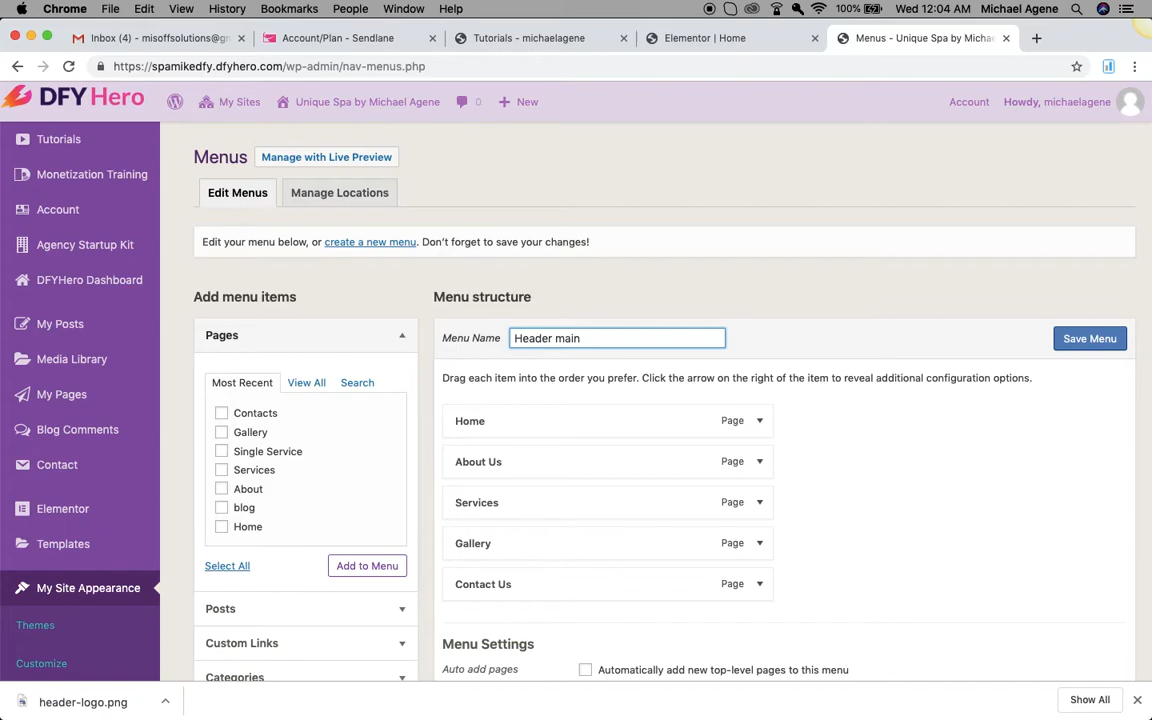 Chrome File Edit View History Bookmarks People Window Help 100% Wed 12:04 AM Michael Agene
Inbox (4) - misoffsolutions@gm
Account/Plan - Sendlane
Tutorials - michaelagene
Elementor | Home
Menus - Unique Spa by Michae
https://spamikedfy.dfyhero.com/wp-admin/nav-menus.php
DFY Hero
My Sites
Unique Spa by Michael Agene
0
New
Account
Howdy, michaelagene
Tutorials
Monetization Training
Account
Agency Startup Kit
DFYHero Dashboard
My Posts
Media Library
My Pages
Blog Comments
Contact
Elementor
Templates
My Site Appearance
Themes
Customize
Menus
Manage with Live Preview
Edit Menus
Manage Locations
Edit your menu below, or create a new menu. Don't forget to save your changes!
Add menu items
Pages
Most Recent
View All
Search
Contacts
Gallery
Single Service
Services
About
blog
Home
Select All
Add to Menu
Posts
Custom Links
Categories
Menu structure
Menu Name
Header main
Save Menu
Drag each item into the order you prefer. Click the arrow on the right of the item to reveal additional configuration options.
Home Page
About Us Page
Services Page
Gallery Page
Contact Us Page
Menu Settings
Auto add pages
Automatically add new top-level pages to this menu
header-logo.png
Show All